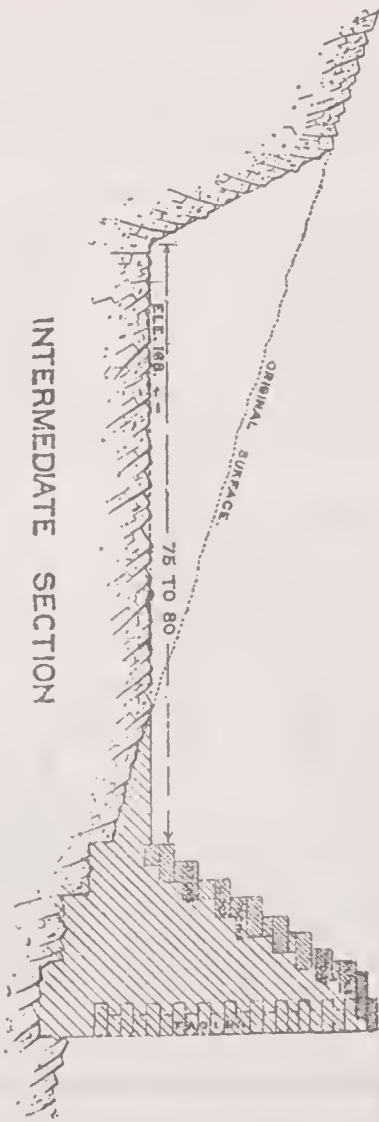 ORIGINAL SURFACE
ELE. 168. + -
75 TO 80
INTERMEDIATE SECTION